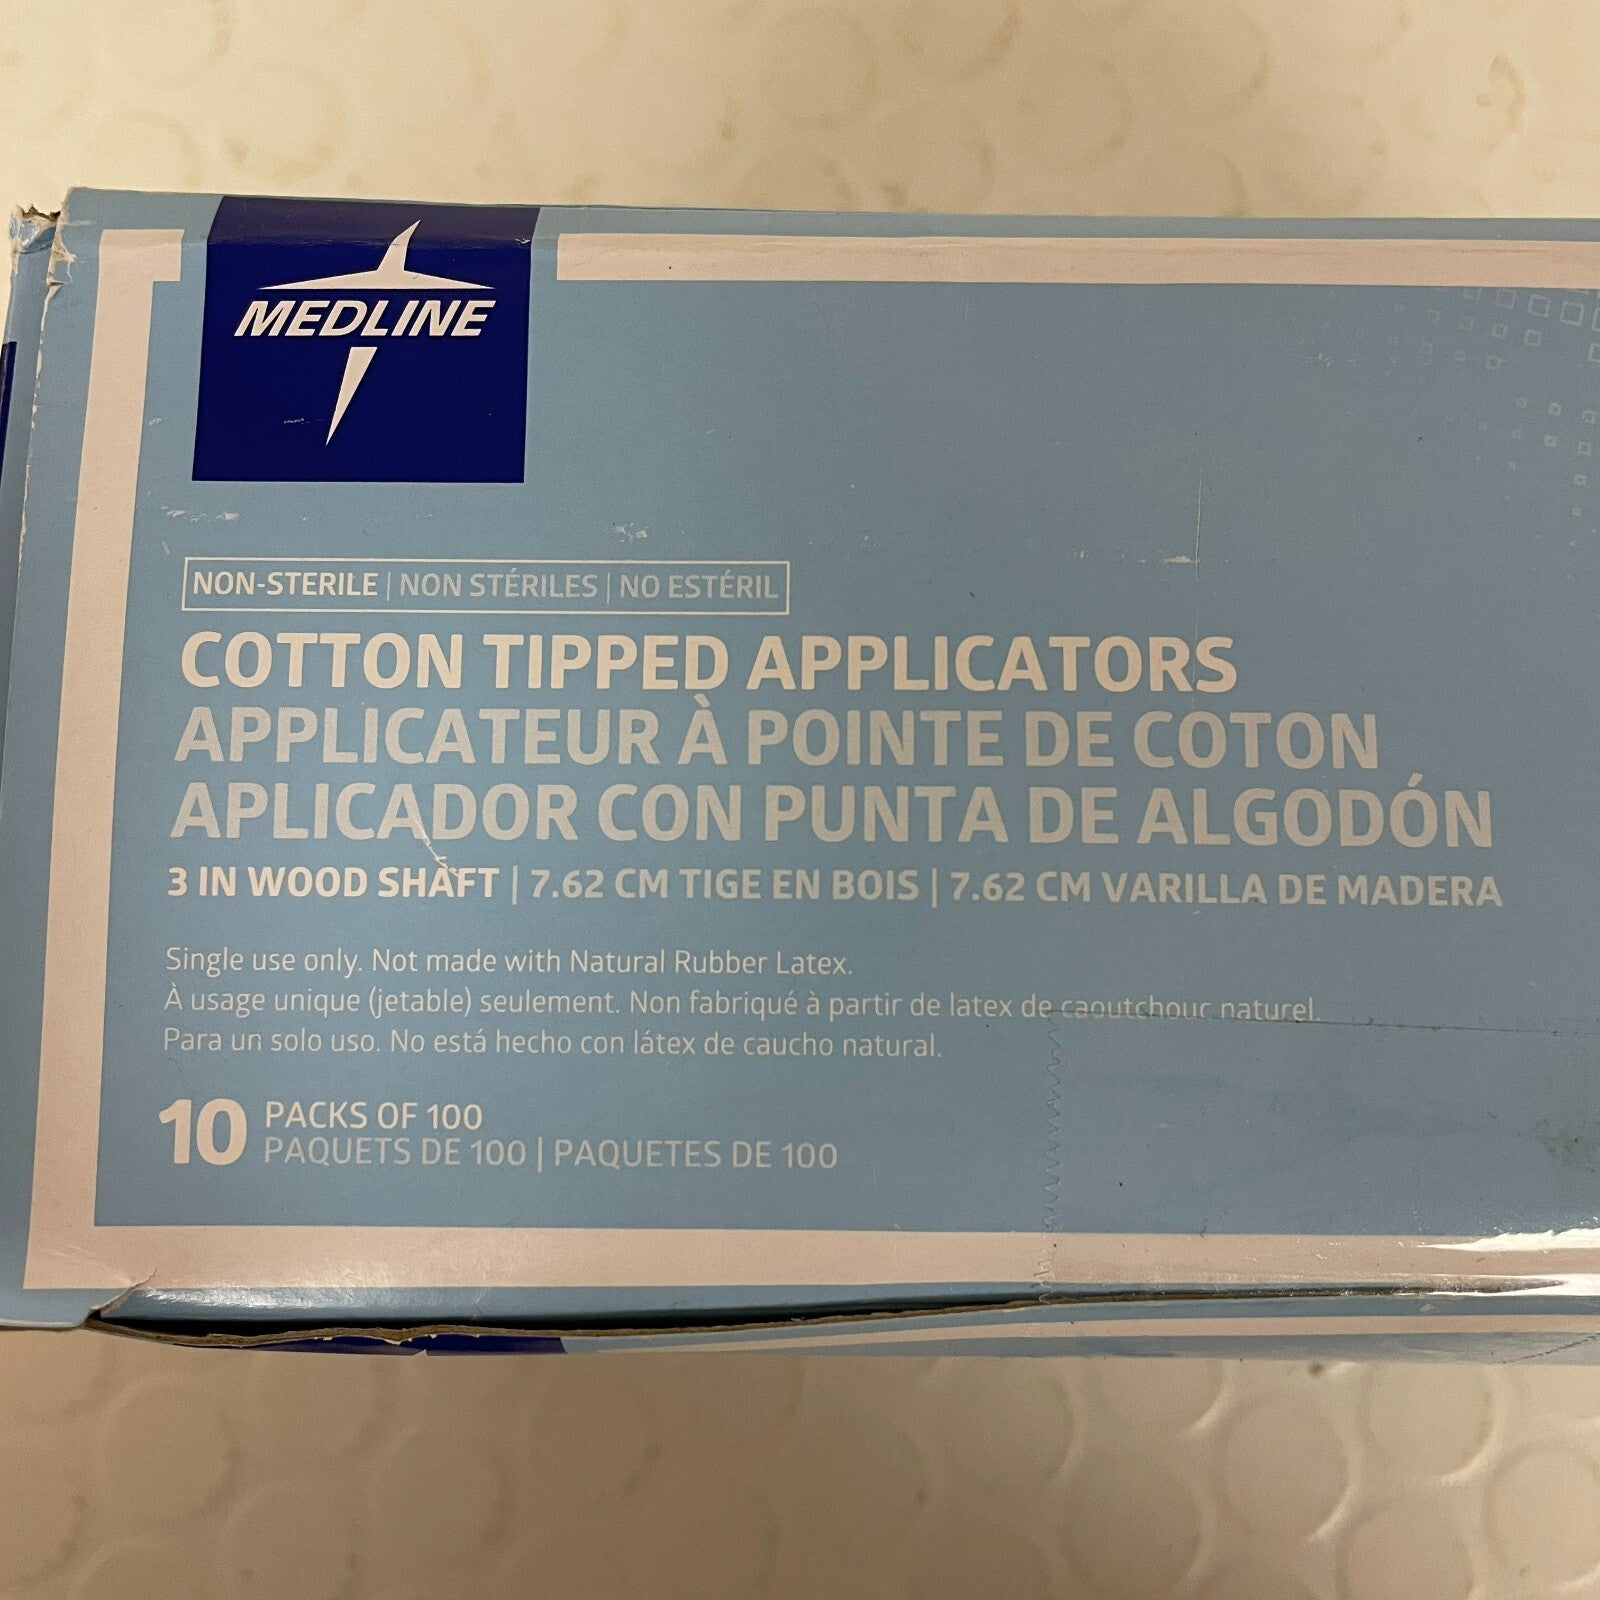 MEDLINE
NON-STERILE | NON STÉRILES | NO ESTÉRIL
COTTON TIPPED APPLICATORS
APPLICATEUR À POINTE DE COTON
APLICADOR CON PUNTA DE ALGODÓN
3 IN WOOD SHAFT | 7.62 CM TIGE EN BOIS | 7.62 CM VARILLA DE MADERA
Single use only. Not made with Natural Rubber Latex.
À usage unique (jetable) seulement. Non fabriqué à partir de latex de caoutchouc naturel.
Para un solo uso. No está hecho con látex de caucho natural.
10 PACKS OF 100
PAQUETS DE 100 | PAQUETES DE 100